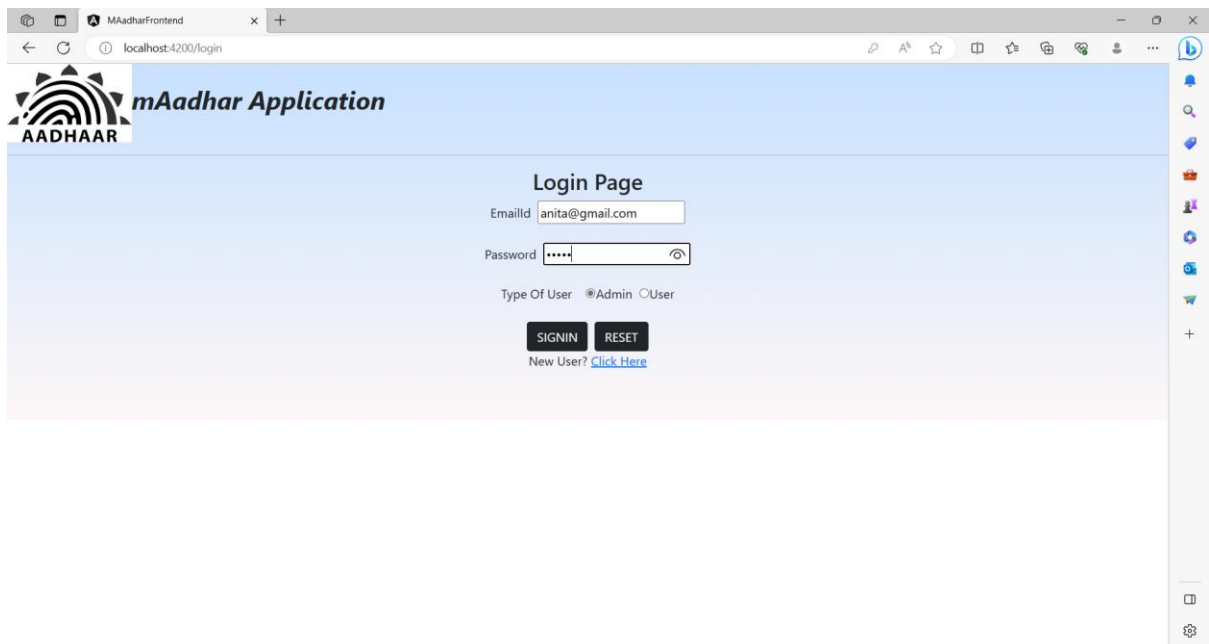 MAadharFrontend
localhost:4200/login
mAadhar Application
AADHAAR
Login Page
EmailId anita@gmail.com
Password •••••
Type Of User Admin User
SIGNIN RESET
New User? Click Here